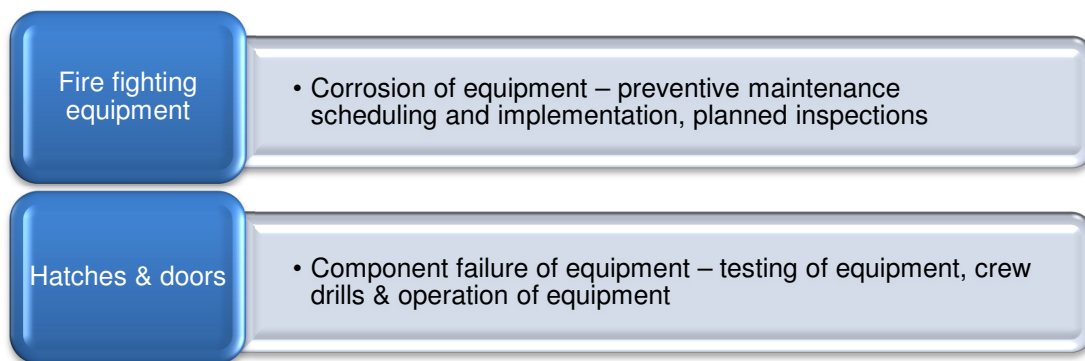 Fire fighting
equipment
• Corrosion of equipment – preventive maintenance
scheduling and implementation, planned inspections
Hatches & doors
• Component failure of equipment – testing of equipment, crew
drills & operation of equipment